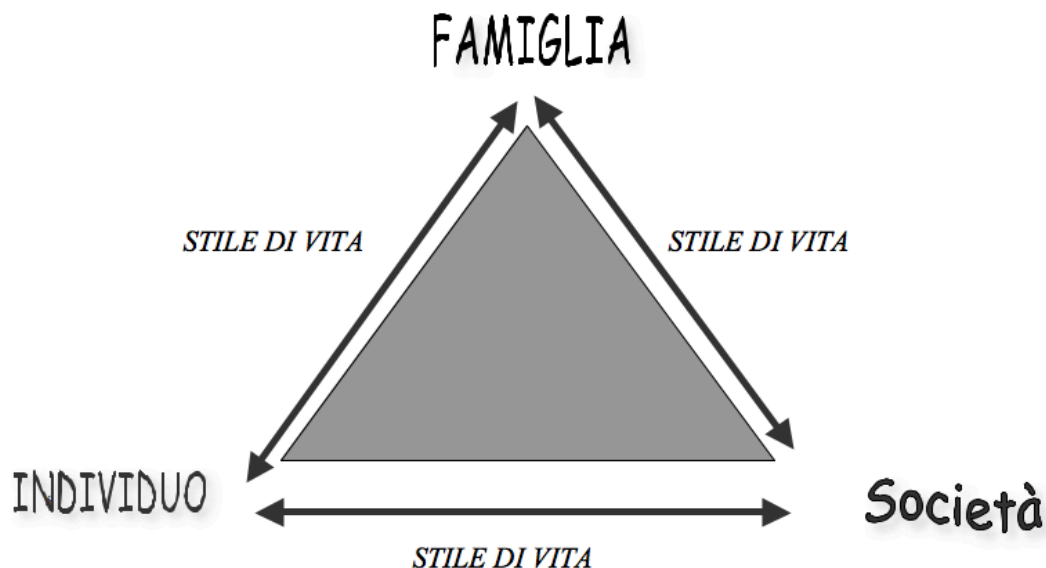 FAMIGLIA
STILE DI VITA
STILE DI VITA
INDIVIDUO
Società
STILE DI VITA